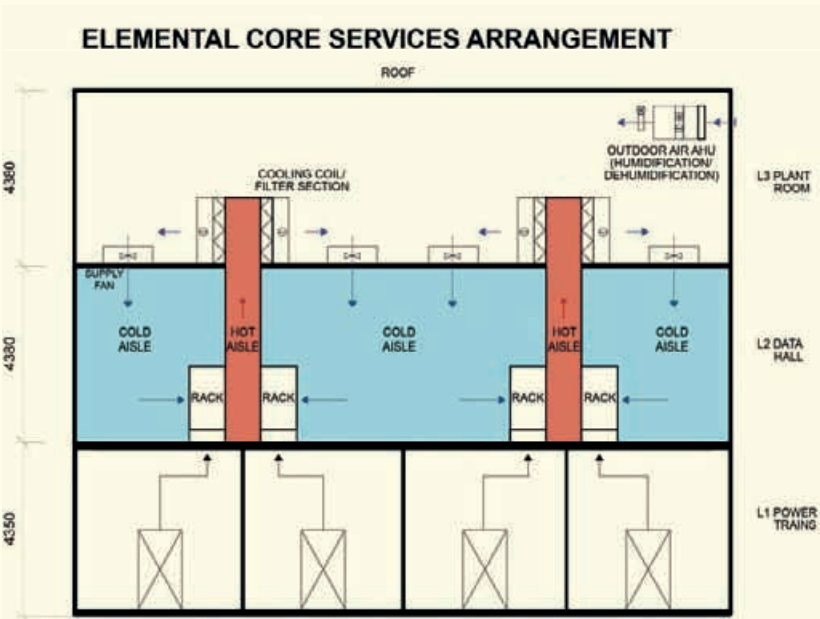 ELEMENTAL CORE SERVICES ARRANGEMENT
ROOF
OUTDOOR AIR AHU
(HUMIDIFICATION/
DEHUMIDIFICATION)
4380
COOLING COIL/
FILTER SECTION
L3 PLANT
ROOM
SUPPLY
FAN
4380
COLD
AISLE
HOT
AISLE
COLD
AISLE
HOT
AISLE
COLD
AISLE
L2 DATA
HALL
RACK
RACK
RACK
RACK
4350
L1 POWER
TRAINS